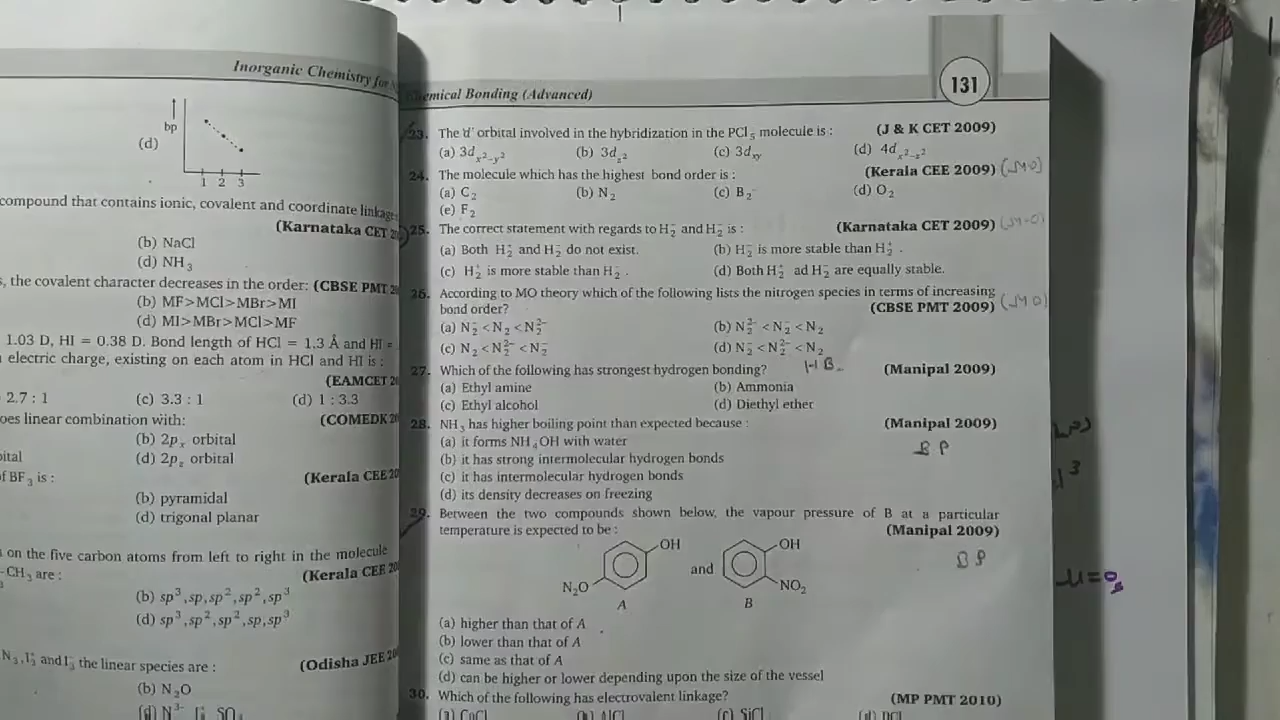 Inorganic Chemistry for
bp
(d)
1 2 3
compound that contains ionic, covalent and coordinate linkage
(Karnataka CET
(b) NaCl
(d) NH₃
, the covalent character decreases in the order: (CBSE PMT
(b) MF>MCl>MBr>MI
(d) MI>MBr>MCl>MF
1.03 D, HI = 0.38 D. Bond length of HCl = 1.3 Å and HI =
electric charge, existing on each atom in HCl and HI is :
(EAMCET
2.7 : 1 (c) 3.3 : 1 (d) 1 : 3.3
oes linear combination with: (COMEDK
(b) 2pₓ orbital
ital (d) 2p_z orbital
f BF₃ is : (Kerala CEE
(b) pyramidal
(d) trigonal planar
on the five carbon atoms from left to right in the molecule
-CH₃ are : (Kerala CEE
(b) sp³, sp, sp², sp², sp³
(d) sp³, sp², sp², sp, sp³
and I₃⁻ the linear species are : (Odisha JEE
(b) N₂O
Chemical Bonding (Advanced) 131
23. The 'd' orbital involved in the hybridization in the PCl₅ molecule is : (J & K CET 2009)
(a) 3d_x²−y² (b) 3d_z² (c) 3d_xy (d) 4d_x²−z²
24. The molecule which has the highest bond order is : (Kerala CEE 2009)
(a) C₂ (b) N₂ (c) B₂ (d) O₂
(e) F₂
25. The correct statement with regards to H₂⁺ and H₂⁻ is : (Karnataka CET 2009)
(a) Both H₂⁺ and H₂⁻ do not exist. (b) H₂⁻ is more stable than H₂⁺ .
(c) H₂⁺ is more stable than H₂⁻ . (d) Both H₂⁺ ad H₂⁻ are equally stable.
26. According to MO theory which of the following lists the nitrogen species in terms of increasing
bond order? (CBSE PMT 2009)
(a) N₂⁻ < N₂ < N₂²⁻ (b) N₂²⁻ < N₂⁻ < N₂
(c) N₂ < N₂²⁻ < N₂⁻ (d) N₂⁻ < N₂²⁻ < N₂
27. Which of the following has strongest hydrogen bonding? HB (Manipal 2009)
(a) Ethyl amine (b) Ammonia
(c) Ethyl alcohol (d) Diethyl ether
28. NH₃ has higher boiling point than expected because : (Manipal 2009)
(a) it forms NH₄OH with water BP
(b) it has strong intermolecular hydrogen bonds
(c) it has intermolecular hydrogen bonds
(d) its density decreases on freezing
29. Between the two compounds shown below, the vapour pressure of B at a particular
temperature is expected to be : (Manipal 2009)
OH OH
and BP
N₂O NO₂
A B
(a) higher than that of A
(b) lower than that of A
(c) same as that of A
(d) can be higher or lower depending upon the size of the vessel
30. Which of the following has electrovalent linkage? (MP PMT 2010)